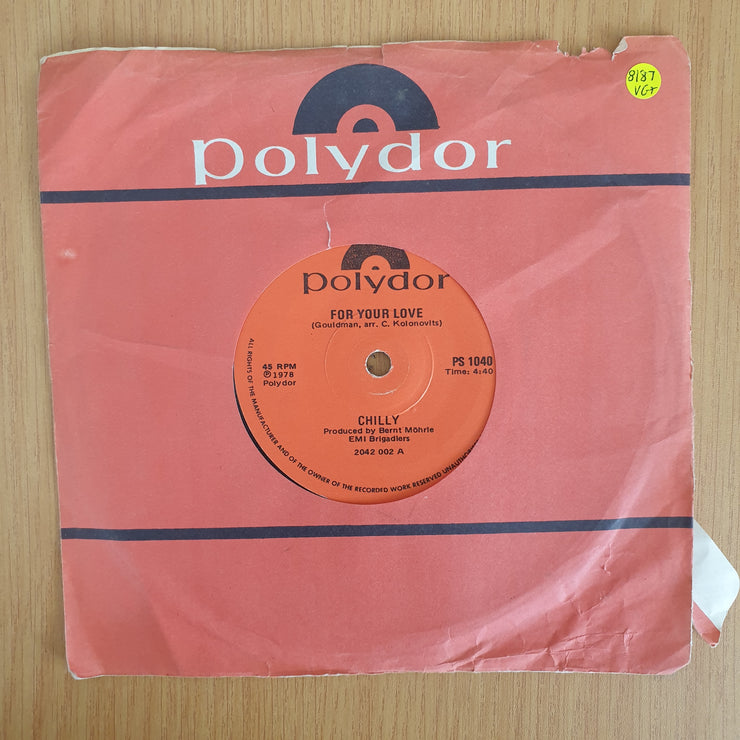 8187
VG+
polydor
polydor
FOR YOUR LOVE
(Gouldman, arr. C. Kolonovits)
45 RPM
℗ 1978
Polydor
PS 1040
Time: 4:40
CHILLY
Produced by Bernt Möhrle
EMI Brigadiers
2042 002 A
ALL RIGHTS OF THE MANUFACTURER AND OF THE OWNER OF THE RECORDED WORK RESERVED